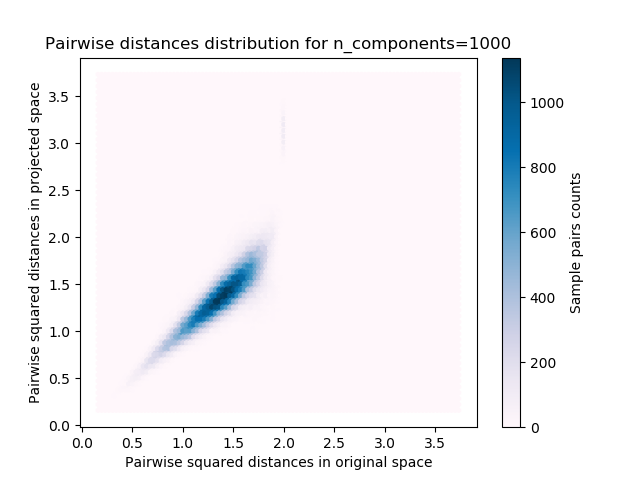 Pairwise distances distribution for n_components=1000
Pairwise squared distances in projected space
3.5
3.0
2.5
2.0
1.5
1.0
0.5
0.0
0.0 0.5 1.0 1.5 2.0 2.5 3.0 3.5
Pairwise squared distances in original space
1000
800
600
400
200
0
Sample pairs counts